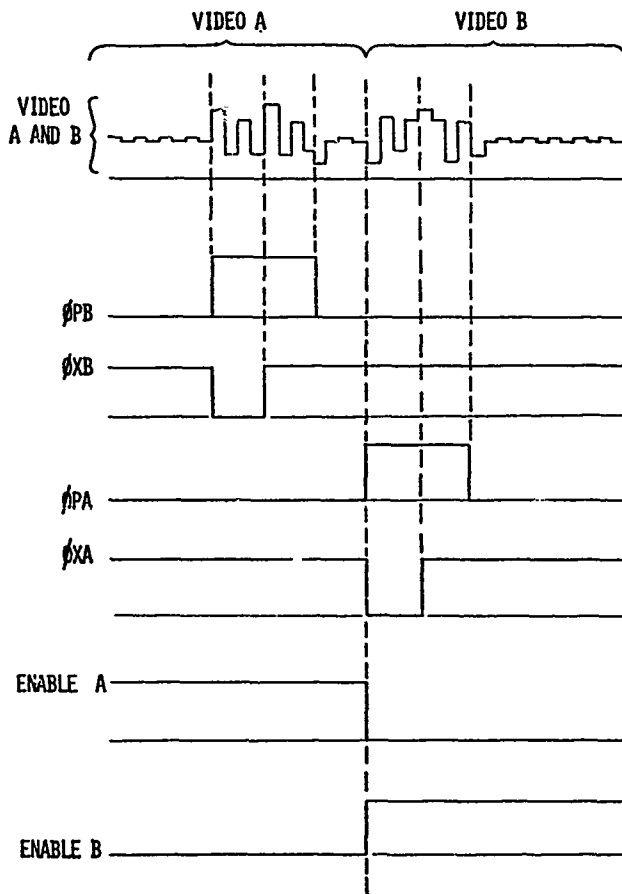 VIDEO A VIDEO B
VIDEO
A AND B
ØPB
ØXB
ØPA
ØXA
ENABLE A
ENABLE B